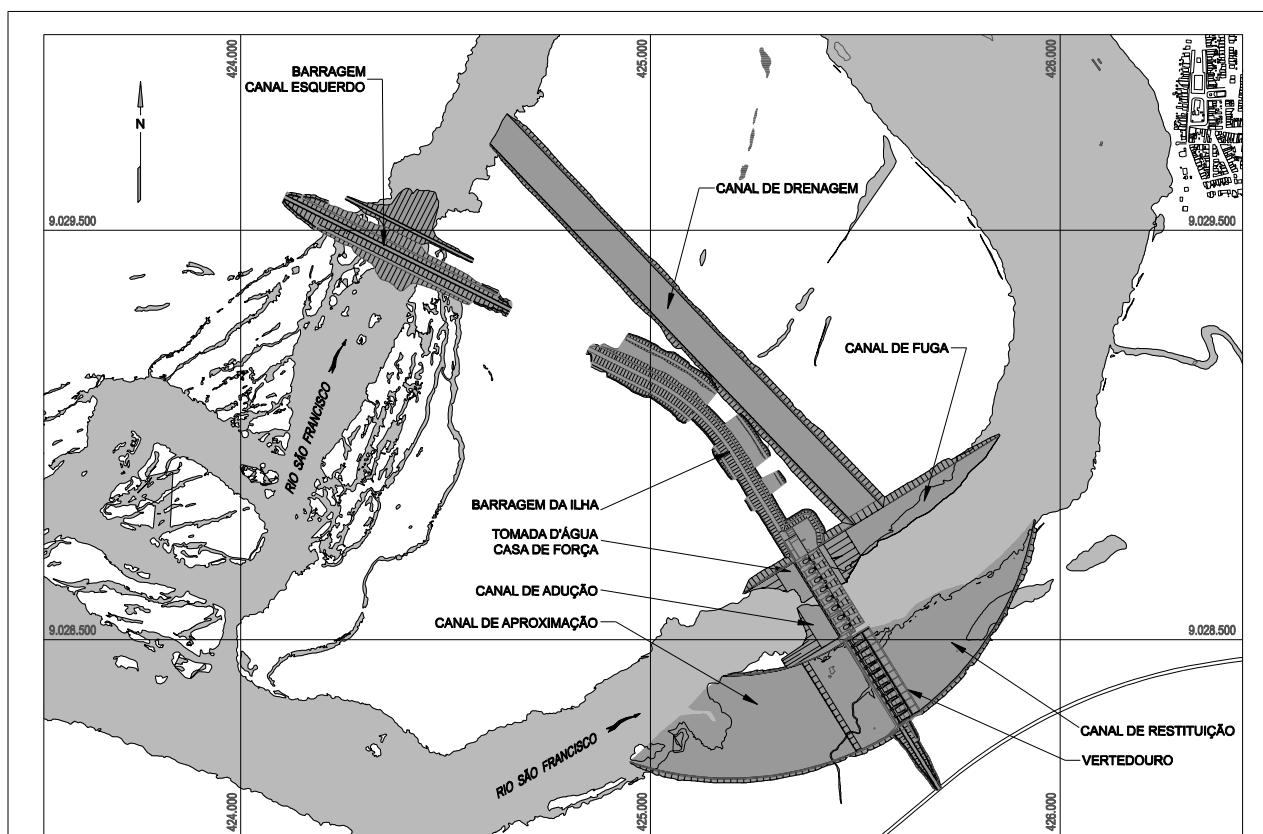 424.000
425.000
426.000
BARRAGEM
CANAL ESQUERDO
N
CANAL DE DRENAGEM
9.029.500
9.029.500
CANAL DE FUGA
RIO SÃO FRANCISCO
BARRAGEM DA ILHA
TOMADA D'ÁGUA
CASA DE FORÇA
CANAL DE ADUÇÃO
CANAL DE APROXIMAÇÃO
9.028.500
9.028.500
RIO SÃO FRANCISCO
CANAL DE RESTITUIÇÃO
VERTEDOURO
424.000
425.000
426.000